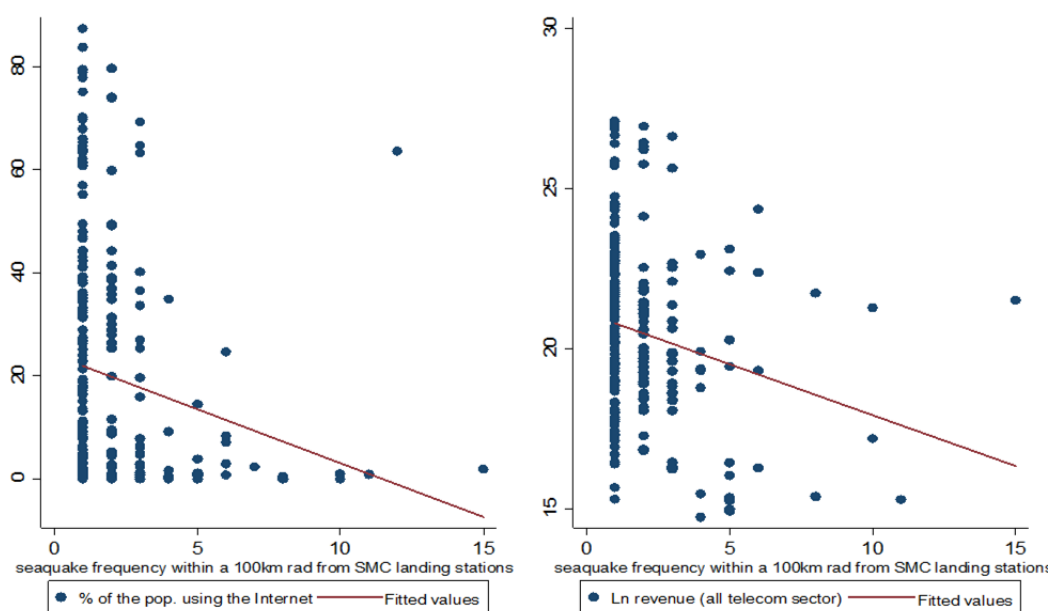 80
60
40
20
0
0 5 10 15
seaquake frequency within a 100km rad from SMC landing stations
% of the pop. using the Internet Fitted values
30
25
20
15
0 5 10 15
seaquake frequency within a 100km rad from SMC landing stations
Ln revenue (all telecom sector) Fitted values